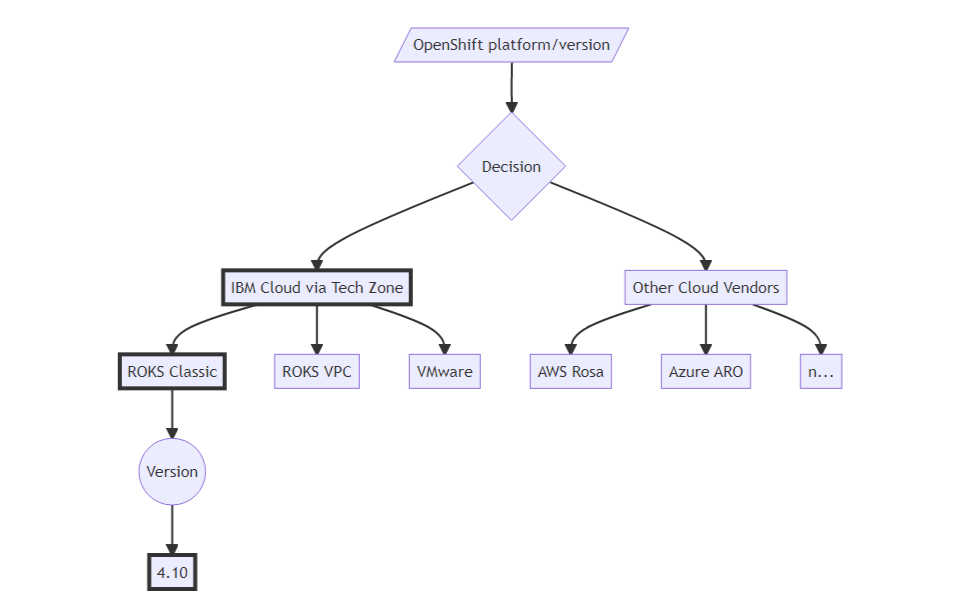 OpenShift platform/version
Decision
IBM Cloud via Tech Zone
Other Cloud Vendors
ROKS Classic
ROKS VPC
VMware
AWS Rosa
Azure ARO
n...
Version
4.10